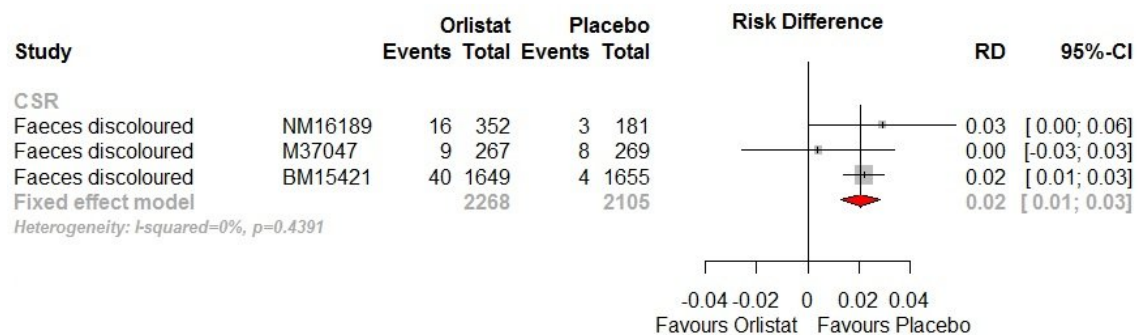 Orlistat Placebo Risk Difference
Study Events Total Events Total RD 95%-CI
CSR
Faeces discoloured NM16189 16 352 3 181 0.03 [ 0.00; 0.06]
Faeces discoloured M37047 9 267 8 269 0.00 [-0.03; 0.03]
Faeces discoloured BM15421 40 1649 4 1655 0.02 [ 0.01; 0.03]
Fixed effect model 2268 2105 0.02 [ 0.01; 0.03]
Heterogeneity: I-squared=0%, p=0.4391
-0.04 -0.02 0 0.02 0.04
Favours Orlistat Favours Placebo